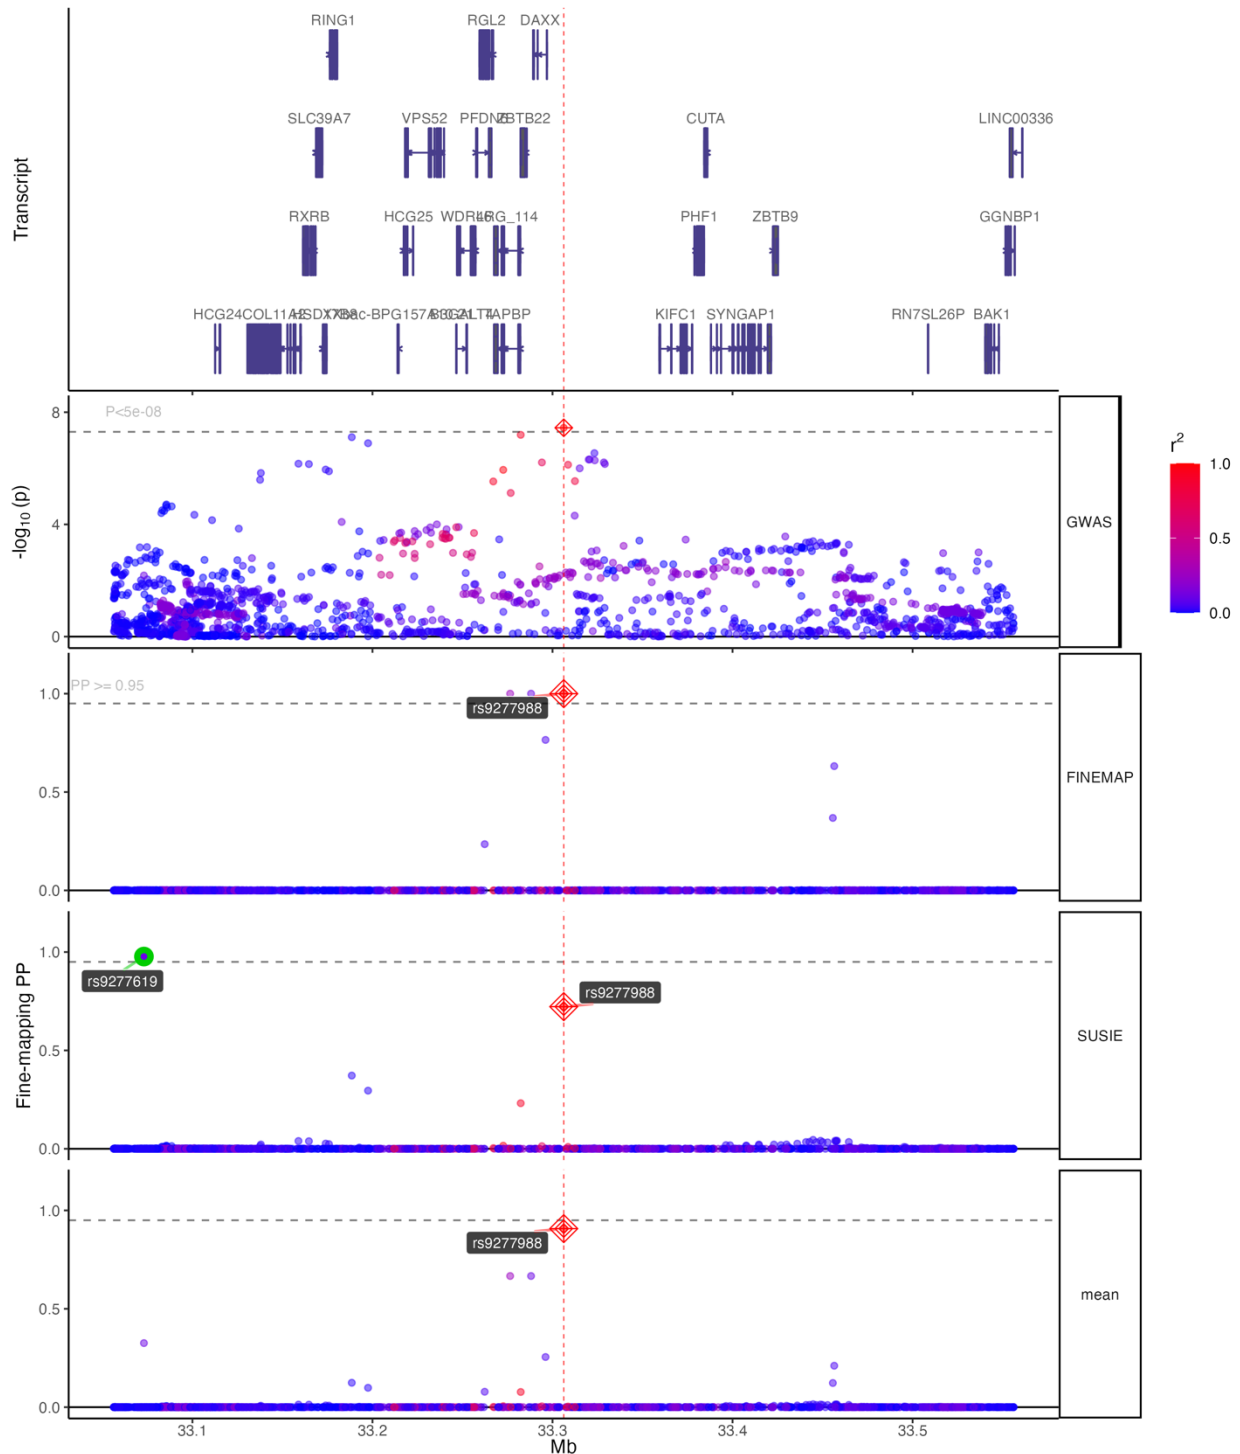 RING1 RGL2 DAXX
SLC39A7 VPS52 ZBTB22 CUTA LINC00336
RXRB HCG25 PHF1 ZBTB9 GGNBP1
HCG24 COL11A2 TAPBP KIFC1 SYNGAP1 RN7SL26P BAK1
Transcript
P<5e-08
8
4
0
-log10 (p)
GWAS
r2
1.0
0.5
0.0
PP >= 0.95
1.0
0.5
0.0
rs9277988
FINEMAP
1.0
0.5
0.0
rs9277619
rs9277988
Fine-mapping PP
SUSIE
1.0
0.5
0.0
rs9277988
mean
33.1 33.2 33.3 33.4 33.5
Mb